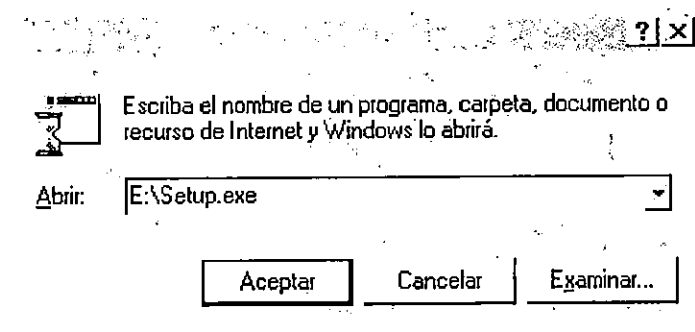 Escriba el nombre de un programa, carpeta, documento o
recurso de Internet y Windows lo abrirá.
Abrir: E:\Setup.exe
Aceptar Cancelar Examinar...